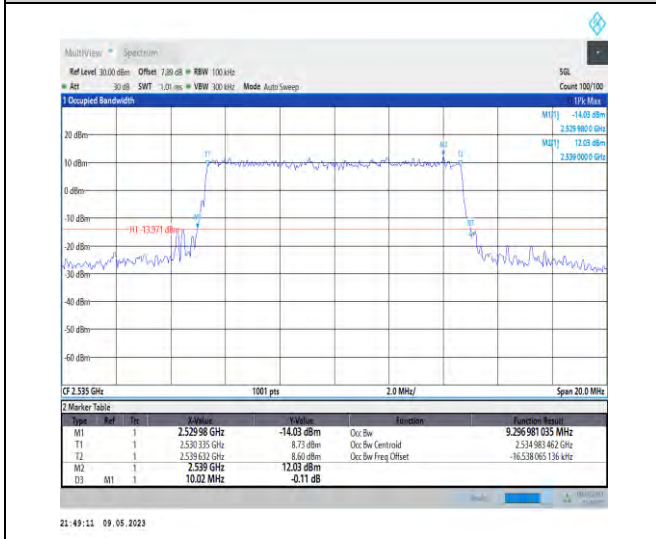 MultiView Spectrum
Ref Level 30.00 dBm Offset 7.89 dB RBW 100 kHz SGL
Att 30 dB SWT 1.01 ms VBW 300 kHz Mode Auto Sweep Count 100/100
1 Occupied Bandwidth 1Pk Max
M1[1] -14.03 dBm
2.529 980 0 GHz
M2[1] 12.03 dBm
2.539 000 0 GHz
20 dBm
10 dBm
0 dBm
-10 dBm
H1 -13.971 dBm
-20 dBm
-30 dBm
-40 dBm
-50 dBm
-60 dBm
T1
M2
T2
CF 2.535 GHz 1001 pts 2.0 MHz/ Span 20.0 MHz
2 Marker Table
Type Ref Trc X-Value Y-Value Function Function Result
M1 1 2.529 98 GHz -14.03 dBm Occ Bw 9.296 981 035 MHz
T1 1 2.530 335 GHz 8.73 dBm Occ Bw Centroid 2.534 983 462 GHz
T2 1 2.539 632 GHz 8.60 dBm Occ Bw Freq Offset -16.538 065 136 kHz
M2 1 2.539 GHz 12.03 dBm
D3 M1 1 10.02 MHz -0.11 dB
21:49:11 09.05.2023